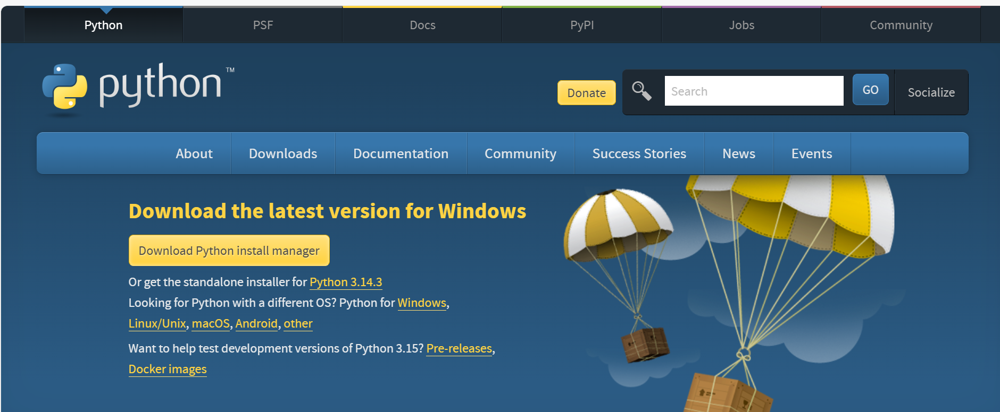 Python
PSF
Docs
PyPI
Jobs
Community
python™
Donate
Search
GO
Socialize
About
Downloads
Documentation
Community
Success Stories
News
Events
Download the latest version for Windows
Download Python install manager
Or get the standalone installer for Python 3.14.3
Looking for Python with a different OS? Python for Windows,
Linux/Unix, macOS, Android, other
Want to help test development versions of Python 3.15? Pre-releases,
Docker images